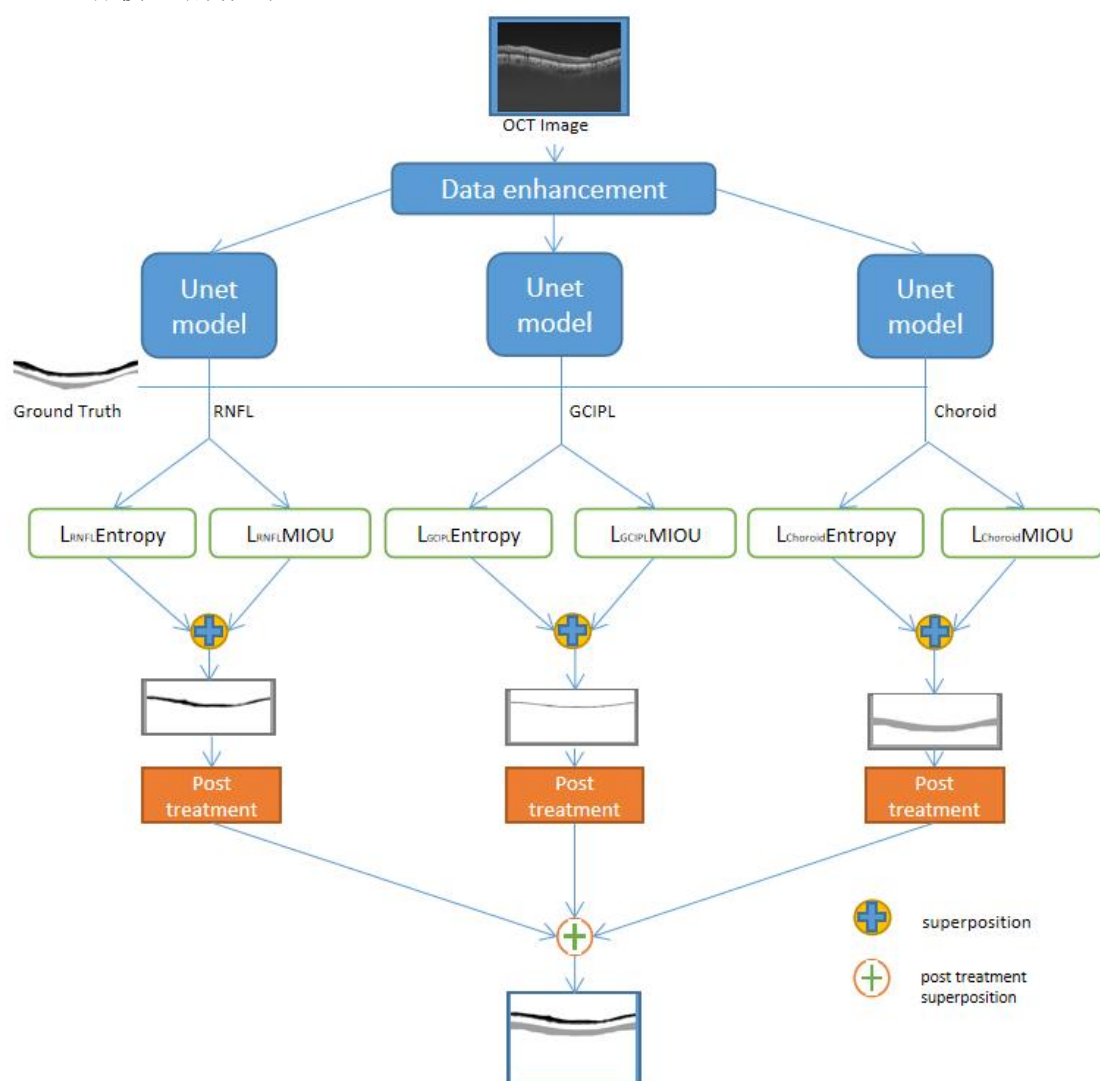 OCT Image
Data enhancement
Unet
model
Unet
model
Unet
model
Ground Truth
RNFL
GCIPL
Choroid
LRNFLEntropy
LRNFLMIOU
LGCIPLEntropy
LGCIPLMIOU
LChoroidEntropy
LChoroidMIOU
Post
treatment
Post
treatment
Post
treatment
superposition
post treatment
superposition